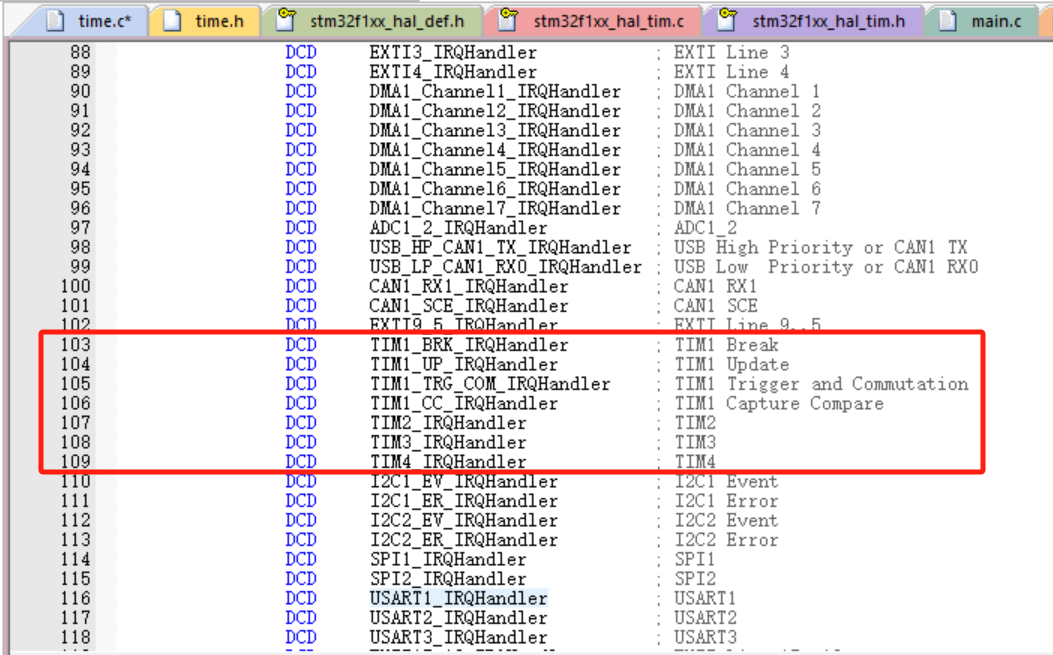 time.c* time.h stm32f1xx_hal_def.h stm32f1xx_hal_tim.c stm32f1xx_hal_tim.h main.c
88 DCD EXTI3_IRQHandler ; EXTI Line 3
89 DCD EXTI4_IRQHandler ; EXTI Line 4
90 DCD DMA1_Channel1_IRQHandler ; DMA1 Channel 1
91 DCD DMA1_Channel2_IRQHandler ; DMA1 Channel 2
92 DCD DMA1_Channel3_IRQHandler ; DMA1 Channel 3
93 DCD DMA1_Channel4_IRQHandler ; DMA1 Channel 4
94 DCD DMA1_Channel5_IRQHandler ; DMA1 Channel 5
95 DCD DMA1_Channel6_IRQHandler ; DMA1 Channel 6
96 DCD DMA1_Channel7_IRQHandler ; DMA1 Channel 7
97 DCD ADC1_2_IRQHandler ; ADC1_2
98 DCD USB_HP_CAN1_TX_IRQHandler ; USB High Priority or CAN1 TX
99 DCD USB_LP_CAN1_RX0_IRQHandler ; USB Low  Priority or CAN1 RX0
100 DCD CAN1_RX1_IRQHandler ; CAN1 RX1
101 DCD CAN1_SCE_IRQHandler ; CAN1 SCE
102 DCD EXTI9_5_IRQHandler ; EXTI Line 9..5
103 DCD TIM1_BRK_IRQHandler ; TIM1 Break
104 DCD TIM1_UP_IRQHandler ; TIM1 Update
105 DCD TIM1_TRG_COM_IRQHandler ; TIM1 Trigger and Commutation
106 DCD TIM1_CC_IRQHandler ; TIM1 Capture Compare
107 DCD TIM2_IRQHandler ; TIM2
108 DCD TIM3_IRQHandler ; TIM3
109 DCD TIM4_IRQHandler ; TIM4
110 DCD I2C1_EV_IRQHandler ; I2C1 Event
111 DCD I2C1_ER_IRQHandler ; I2C1 Error
112 DCD I2C2_EV_IRQHandler ; I2C2 Event
113 DCD I2C2_ER_IRQHandler ; I2C2 Error
114 DCD SPI1_IRQHandler ; SPI1
115 DCD SPI2_IRQHandler ; SPI2
116 DCD USART1_IRQHandler ; USART1
117 DCD USART2_IRQHandler ; USART2
118 DCD USART3_IRQHandler ; USART3